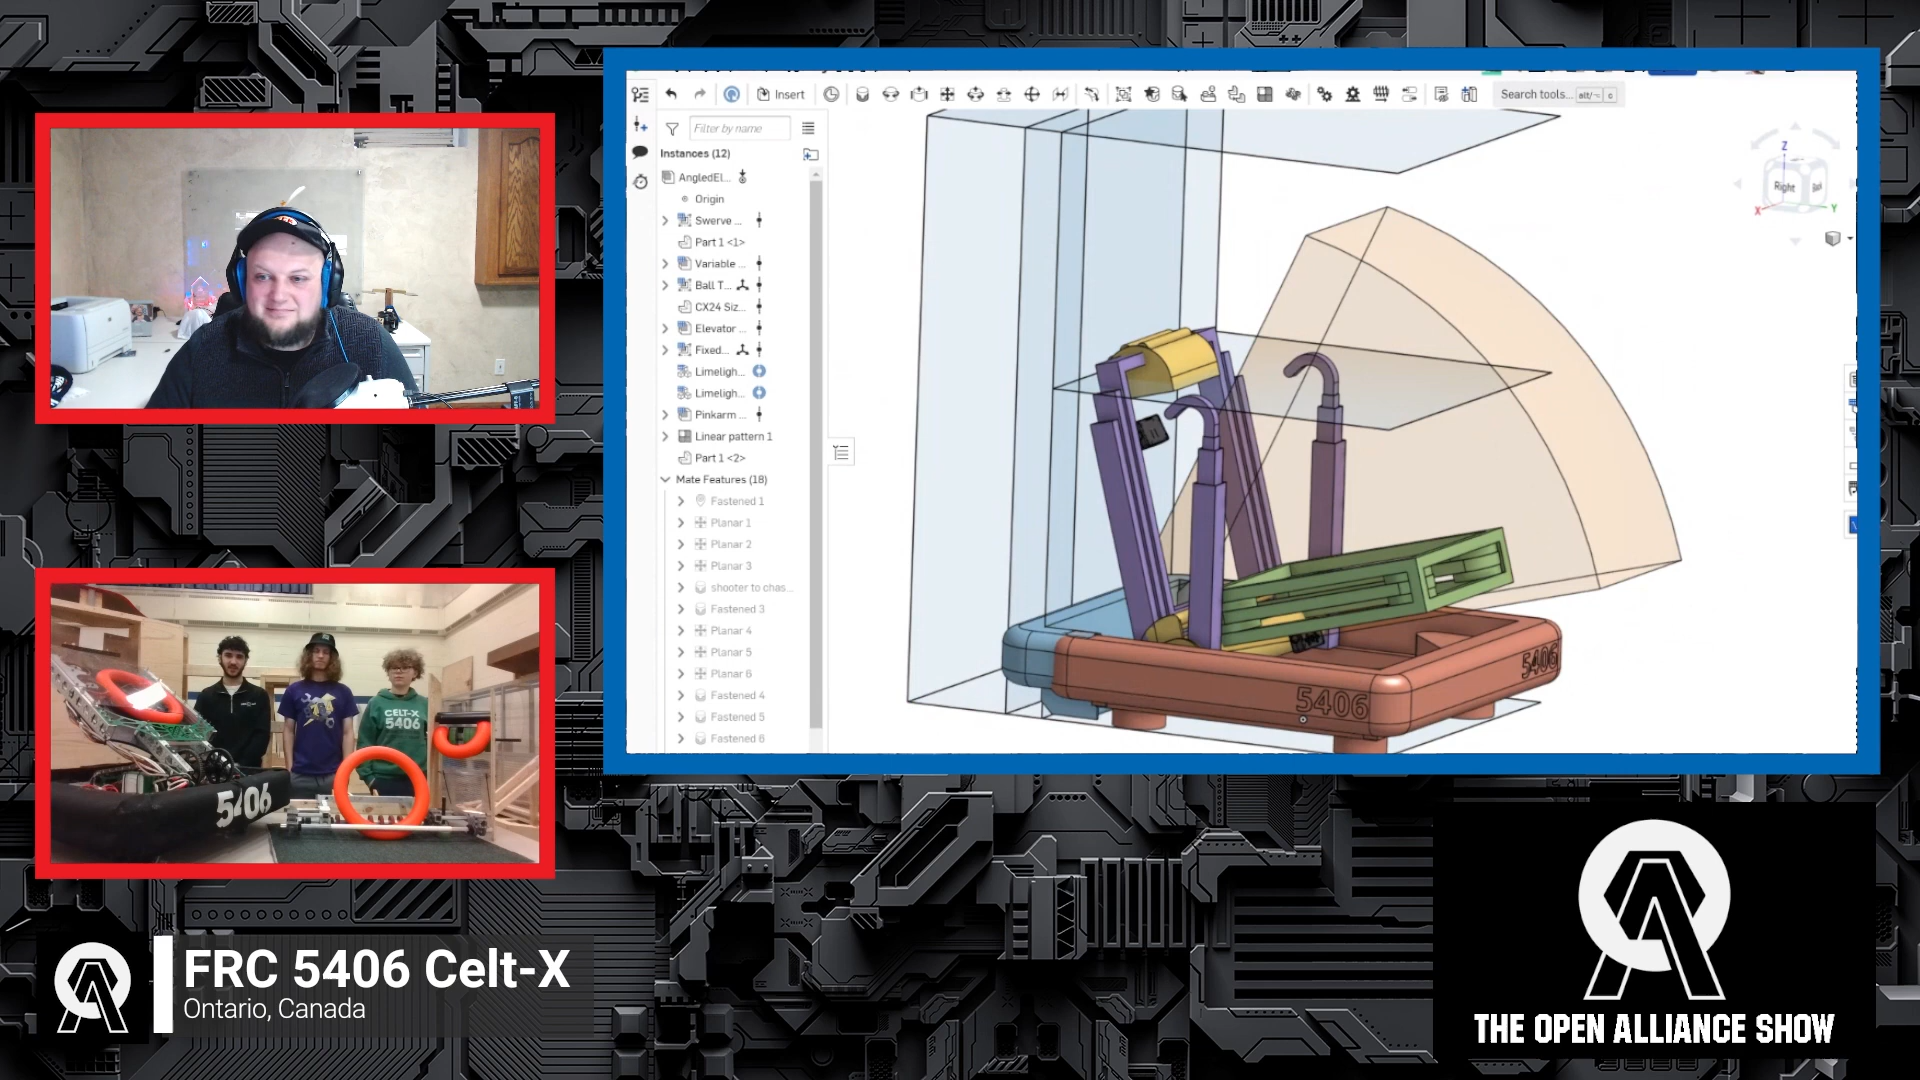 Insert
Search tools... alt/⌥ c
Filter by name
Instances (12)
AngledEl...
Origin
Swerve ...
Part 1 <1>
Variable ...
Ball T...
CX24 Siz...
Elevator ...
Fixed...
Limeligh...
Limeligh...
Pinkarm ...
Linear pattern 1
Part 1 <2>
Mate Features (18)
Fastened 1
Planar 1
Planar 2
Planar 3
shooter to chas...
Fastened 3
Planar 4
Planar 5
Planar 6
Fastened 4
Fastened 5
Fastened 6
Z
Right
Back
X
Y
5406
5406
CELT-X
5406
5406
FRC 5406 Celt-X
Ontario, Canada
THE OPEN ALLIANCE SHOW